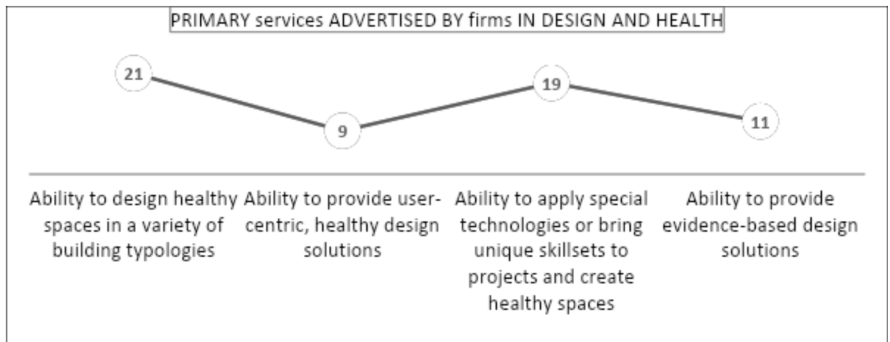 PRIMARY services ADVERTISED BY firms IN DESIGN AND HEALTH
21
9
19
11
Ability to design healthy
spaces in a variety of
building typologies
Ability to provide user-
centric, healthy design
solutions
Ability to apply special
technologies or bring
unique skillsets to
projects and create
healthy spaces
Ability to provide
evidence-based design
solutions